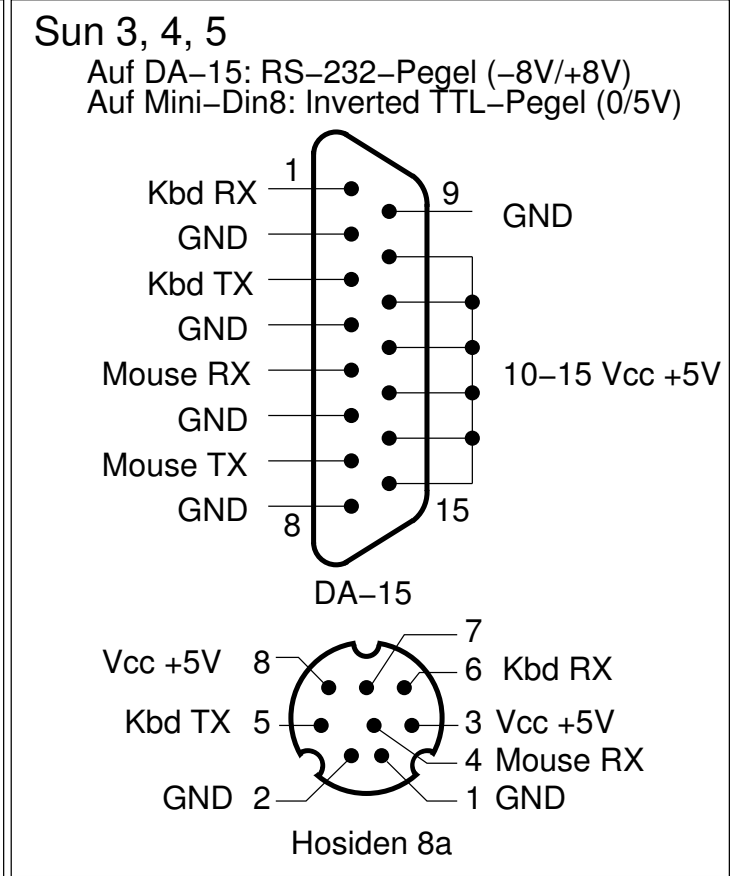 Sun 3, 4, 5
Auf DA−15: RS−232−Pegel (−8V/+8V)
Auf Mini−Din8: Inverted TTL−Pegel (0/5V)
1
Kbd RX
9
GND
GND
Kbd TX
GND
Mouse RX
10−15 Vcc +5V
GND
Mouse TX
GND
8
15
DA−15
7
Vcc +5V 8
6 Kbd RX
Kbd TX 5
3 Vcc +5V
4 Mouse RX
GND 2
1 GND
Hosiden 8a